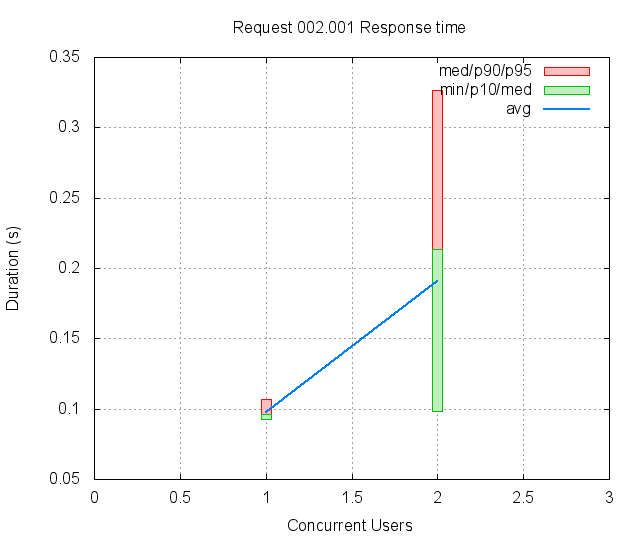 Request 002.001 Response time
0.35
0.3
0.25
0.2
0.15
0.1
0.05
Duration (s)
med/p90/p95
min/p10/med
avg
0 0.5 1 1.5 2 2.5 3
Concurrent Users